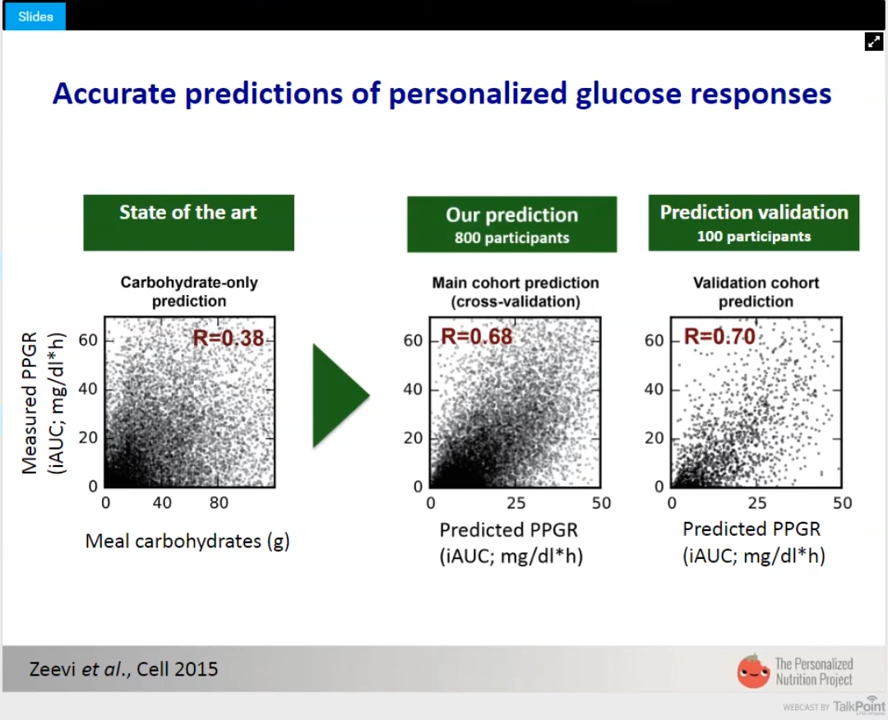 Slides
Accurate predictions of personalized glucose responses
State of the art
Carbohydrate-only
prediction
Measured PPGR
(iAUC; mg/dl*h)
60
40
20
0
R=0.38
0 40 80
Meal carbohydrates (g)
Our prediction
800 participants
Main cohort prediction
(cross-validation)
60
40
20
0
R=0.68
0 25 50
Predicted PPGR
(iAUC; mg/dl*h)
Prediction validation
100 participants
Validation cohort
prediction
60
40
20
0
R=0.70
0 25 50
Predicted PPGR
(iAUC; mg/dl*h)
Zeevi et al., Cell 2015
The Personalized
Nutrition Project
WEBCAST BY TalkPoint